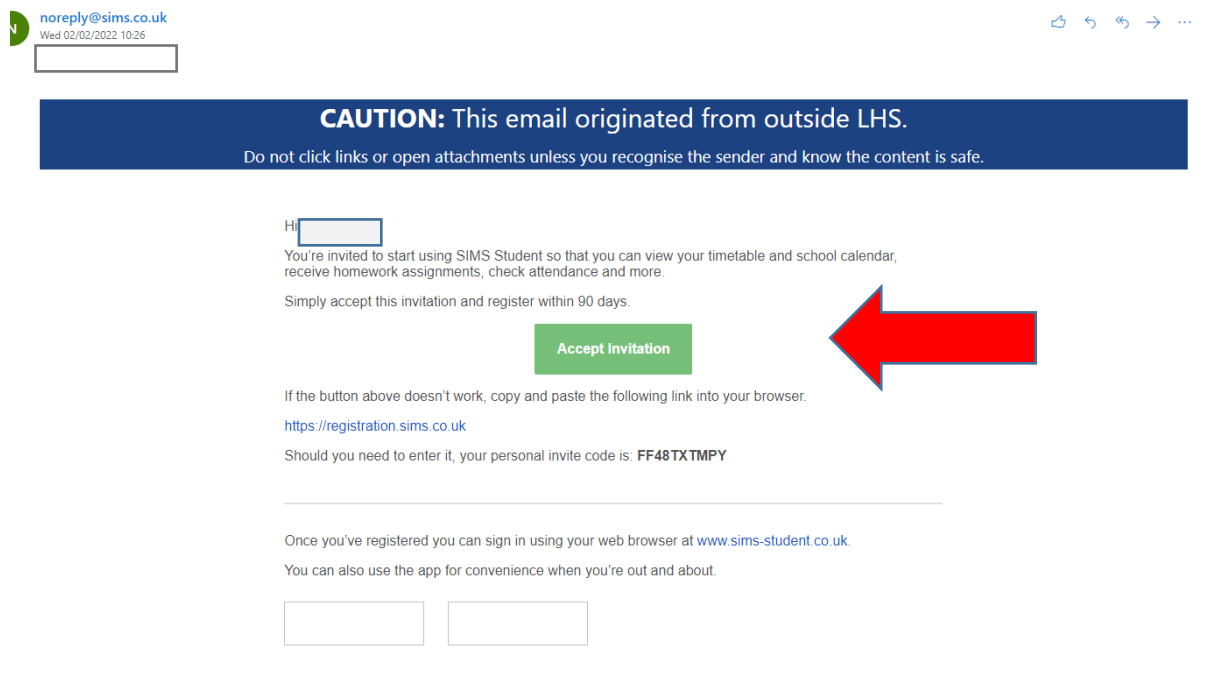 N
noreply@sims.co.uk
Wed 02/02/2022 10:26
CAUTION: This email originated from outside LHS.
Do not click links or open attachments unless you recognise the sender and know the content is safe.
Hi
You're invited to start using SIMS Student so that you can view your timetable and school calendar,
receive homework assignments, check attendance and more.
Simply accept this invitation and register within 90 days.
Accept Invitation
If the button above doesn't work, copy and paste the following link into your browser.
https://registration.sims.co.uk
Should you need to enter it, your personal invite code is: FF48TXTMPY
Once you've registered you can sign in using your web browser at www.sims-student.co.uk.
You can also use the app for convenience when you're out and about.